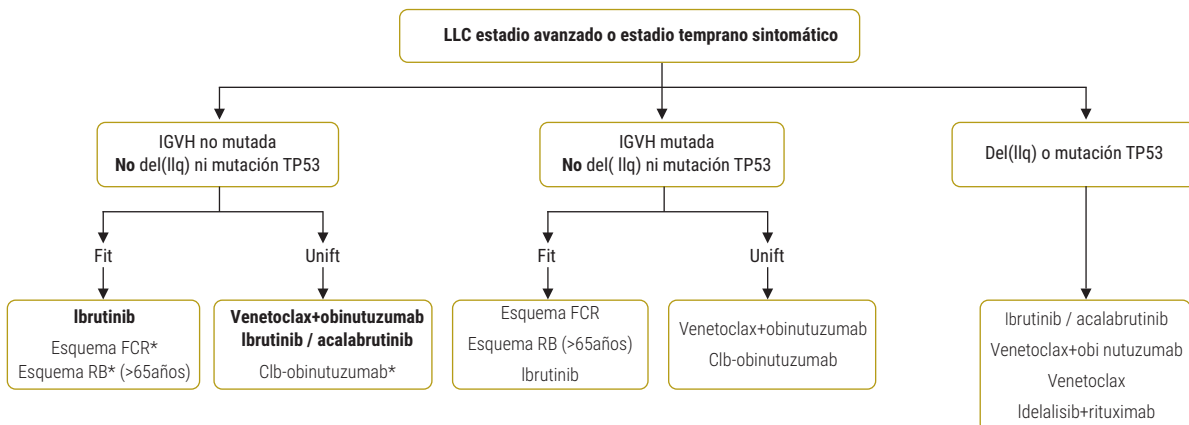 LLC estadio avanzado o estadio temprano sintomático
IGVH no mutada
No del(llq) ni mutación TP53
IGVH mutada
No del( llq) ni mutación TP53
Del(llq) o mutación TP53
Fit
Unift
Fit
Unift
Ibrutinib
Esquema FCR*
Esquema RB* (>65años)
Venetoclax+obinutuzumab
Ibrutinib / acalabrutinib
Clb-obinutuzumab*
Esquema FCR
Esquema RB (>65años)
Ibrutinib
Venetoclax+obinutuzumab
Clb-obinutuzumab
Ibrutinib / acalabrutinib
Venetoclax+obi nutuzumab
Venetoclax
Idelalisib+rituximab